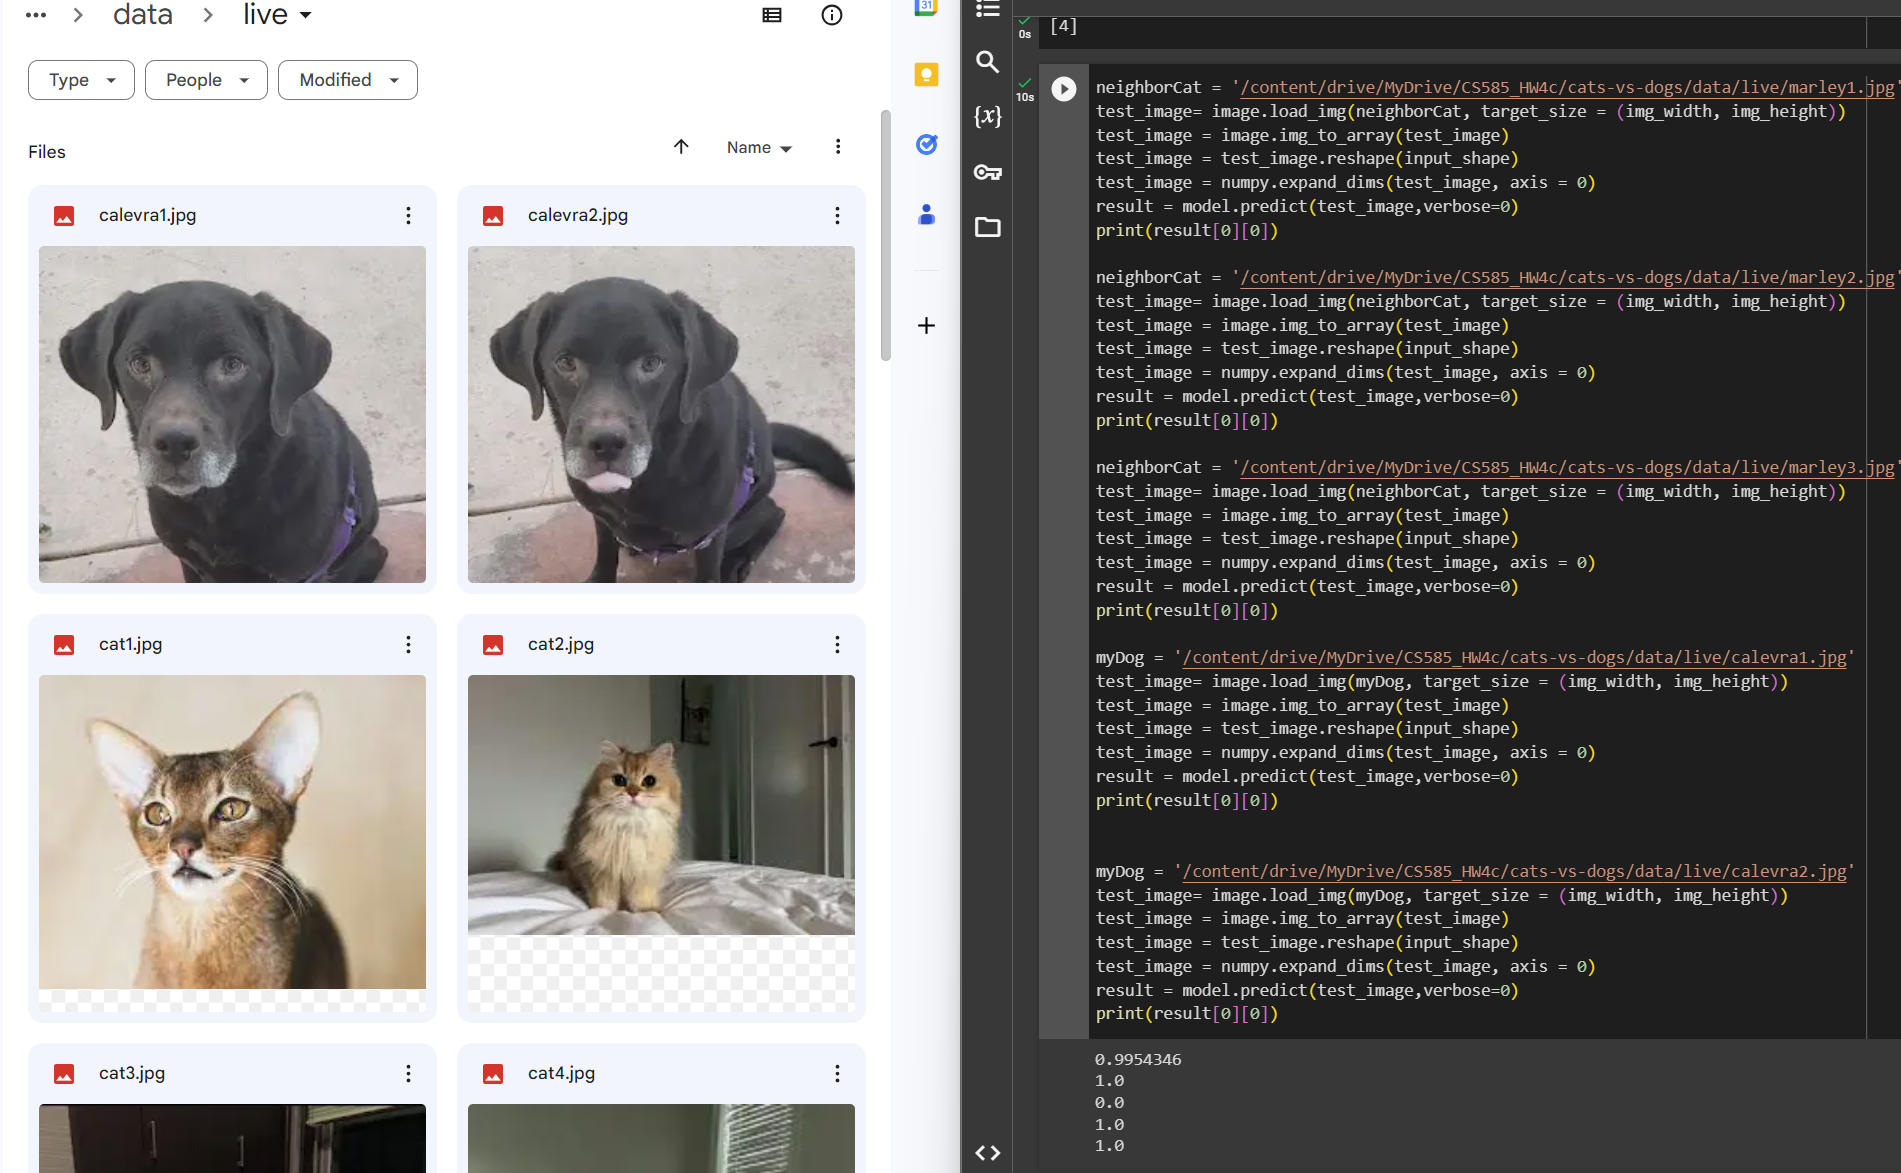 data
live
Type
People
Modified
Files
Name
calevra1.jpg
calevra2.jpg
cat1.jpg
cat2.jpg
cat3.jpg
cat4.jpg
31
{x}
0s
[4]
10s
neighborCat = '/content/drive/MyDrive/CS585_HW4c/cats-vs-dogs/data/live/marley1.jpg'
test_image= image.load_img(neighborCat, target_size = (img_width, img_height))
test_image = image.img_to_array(test_image)
test_image = test_image.reshape(input_shape)
test_image = numpy.expand_dims(test_image, axis = 0)
result = model.predict(test_image,verbose=0)
print(result[0][0])
neighborCat = '/content/drive/MyDrive/CS585_HW4c/cats-vs-dogs/data/live/marley2.jpg'
test_image= image.load_img(neighborCat, target_size = (img_width, img_height))
test_image = image.img_to_array(test_image)
test_image = test_image.reshape(input_shape)
test_image = numpy.expand_dims(test_image, axis = 0)
result = model.predict(test_image,verbose=0)
print(result[0][0])
neighborCat = '/content/drive/MyDrive/CS585_HW4c/cats-vs-dogs/data/live/marley3.jpg'
test_image= image.load_img(neighborCat, target_size = (img_width, img_height))
test_image = image.img_to_array(test_image)
test_image = test_image.reshape(input_shape)
test_image = numpy.expand_dims(test_image, axis = 0)
result = model.predict(test_image,verbose=0)
print(result[0][0])
myDog = '/content/drive/MyDrive/CS585_HW4c/cats-vs-dogs/data/live/calevra1.jpg'
test_image= image.load_img(myDog, target_size = (img_width, img_height))
test_image = image.img_to_array(test_image)
test_image = test_image.reshape(input_shape)
test_image = numpy.expand_dims(test_image, axis = 0)
result = model.predict(test_image,verbose=0)
print(result[0][0])
myDog = '/content/drive/MyDrive/CS585_HW4c/cats-vs-dogs/data/live/calevra2.jpg'
test_image= image.load_img(myDog, target_size = (img_width, img_height))
test_image = image.img_to_array(test_image)
test_image = test_image.reshape(input_shape)
test_image = numpy.expand_dims(test_image, axis = 0)
result = model.predict(test_image,verbose=0)
print(result[0][0])
0.9954346
1.0
0.0
1.0
1.0